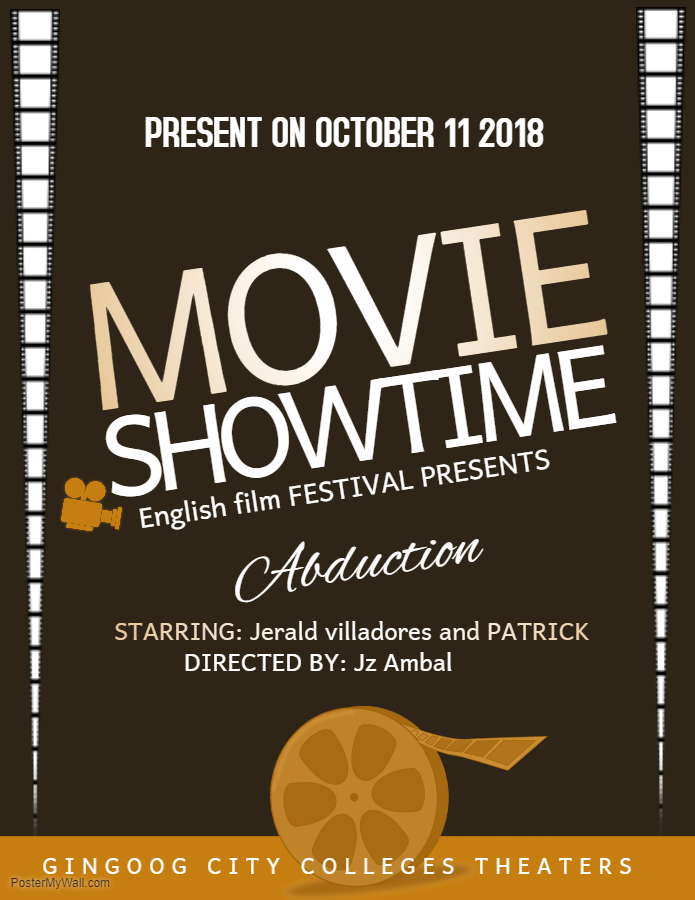 PRESENT ON OCTOBER 11 2018
MOVIE
SHOWTIME
English film FESTIVAL PRESENTS
Abduction
STARRING: Jerald villadores and PATRICK
DIRECTED BY: Jz Ambal
GINGOOG CITY COLLEGES THEATERS
PosterMyWall.com